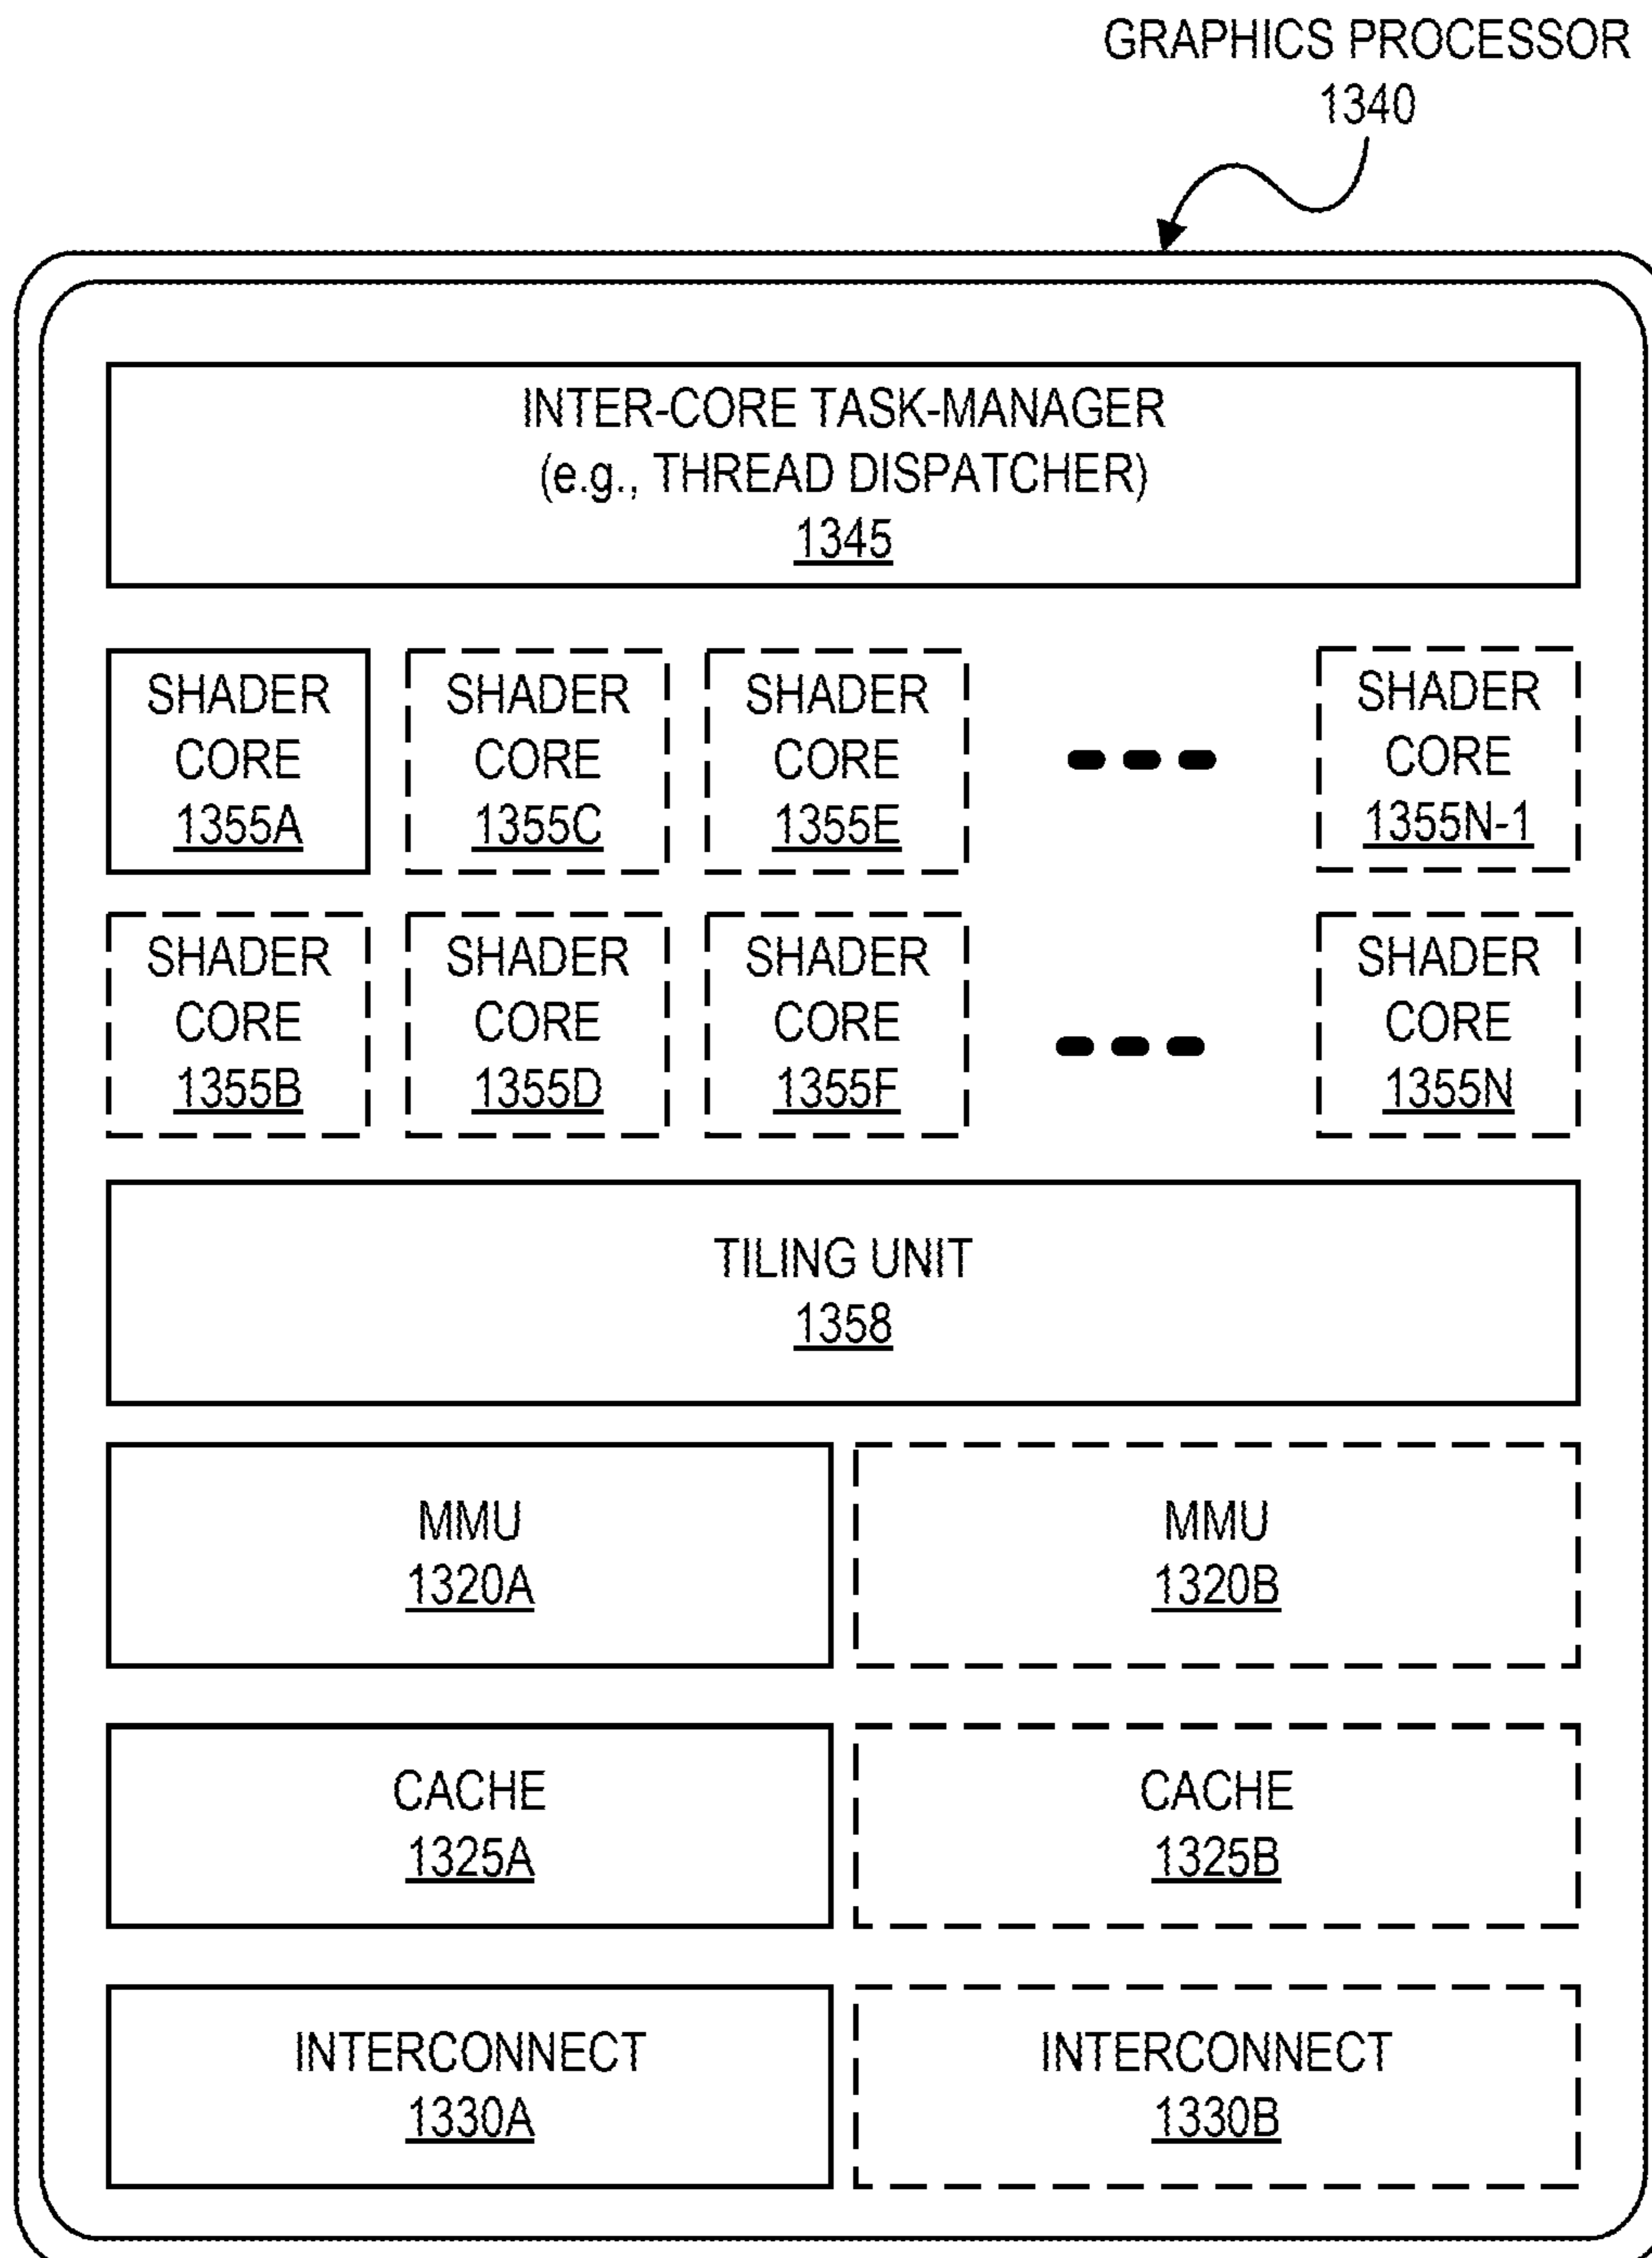 GRAPHICS PROCESSOR
1340
INTER-CORE TASK-MANAGER
(e.g., THREAD DISPATCHER)
1345
SHADER
CORE
1355A
SHADER
CORE
1355C
SHADER
CORE
1355E
SHADER
CORE
1355N-1
SHADER
CORE
1355B
SHADER
CORE
1355D
SHADER
CORE
1355F
SHADER
CORE
1355N
TILING UNIT
1358
MMU
1320A
MMU
1320B
CACHE
1325A
CACHE
1325B
INTERCONNECT
1330A
INTERCONNECT
1330B